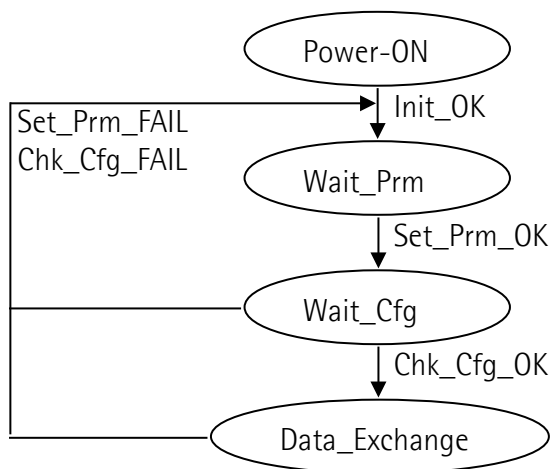 Power-ON
Init_OK
Set_Prm_FAIL
Chk_Cfg_FAIL
Wait_Prm
Set_Prm_OK
Wait_Cfg
Chk_Cfg_OK
Data_Exchange